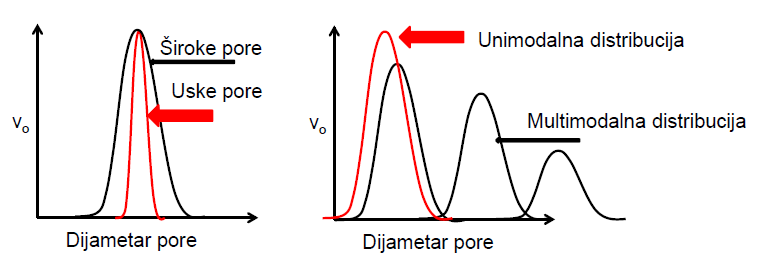 Široke pore
Uske pore
vo
Dijametar pore
Unimodalna distribucija
Multimodalna distribucija
vo
Dijametar pore